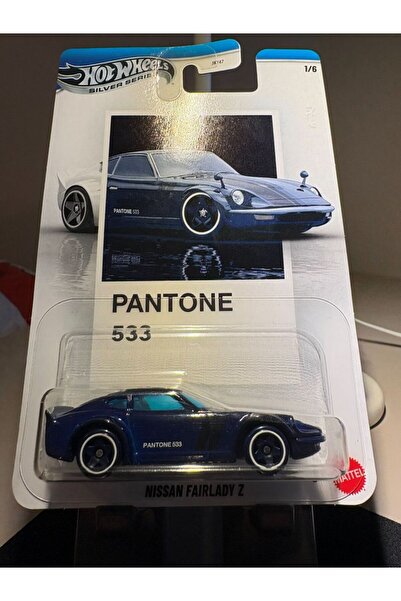 HOT WHEELS
SILVER SERIES
1/6
PANTONE 533
PANTONE
533
PANTONE 533
NISSAN FAIRLADY Z
MATTEL